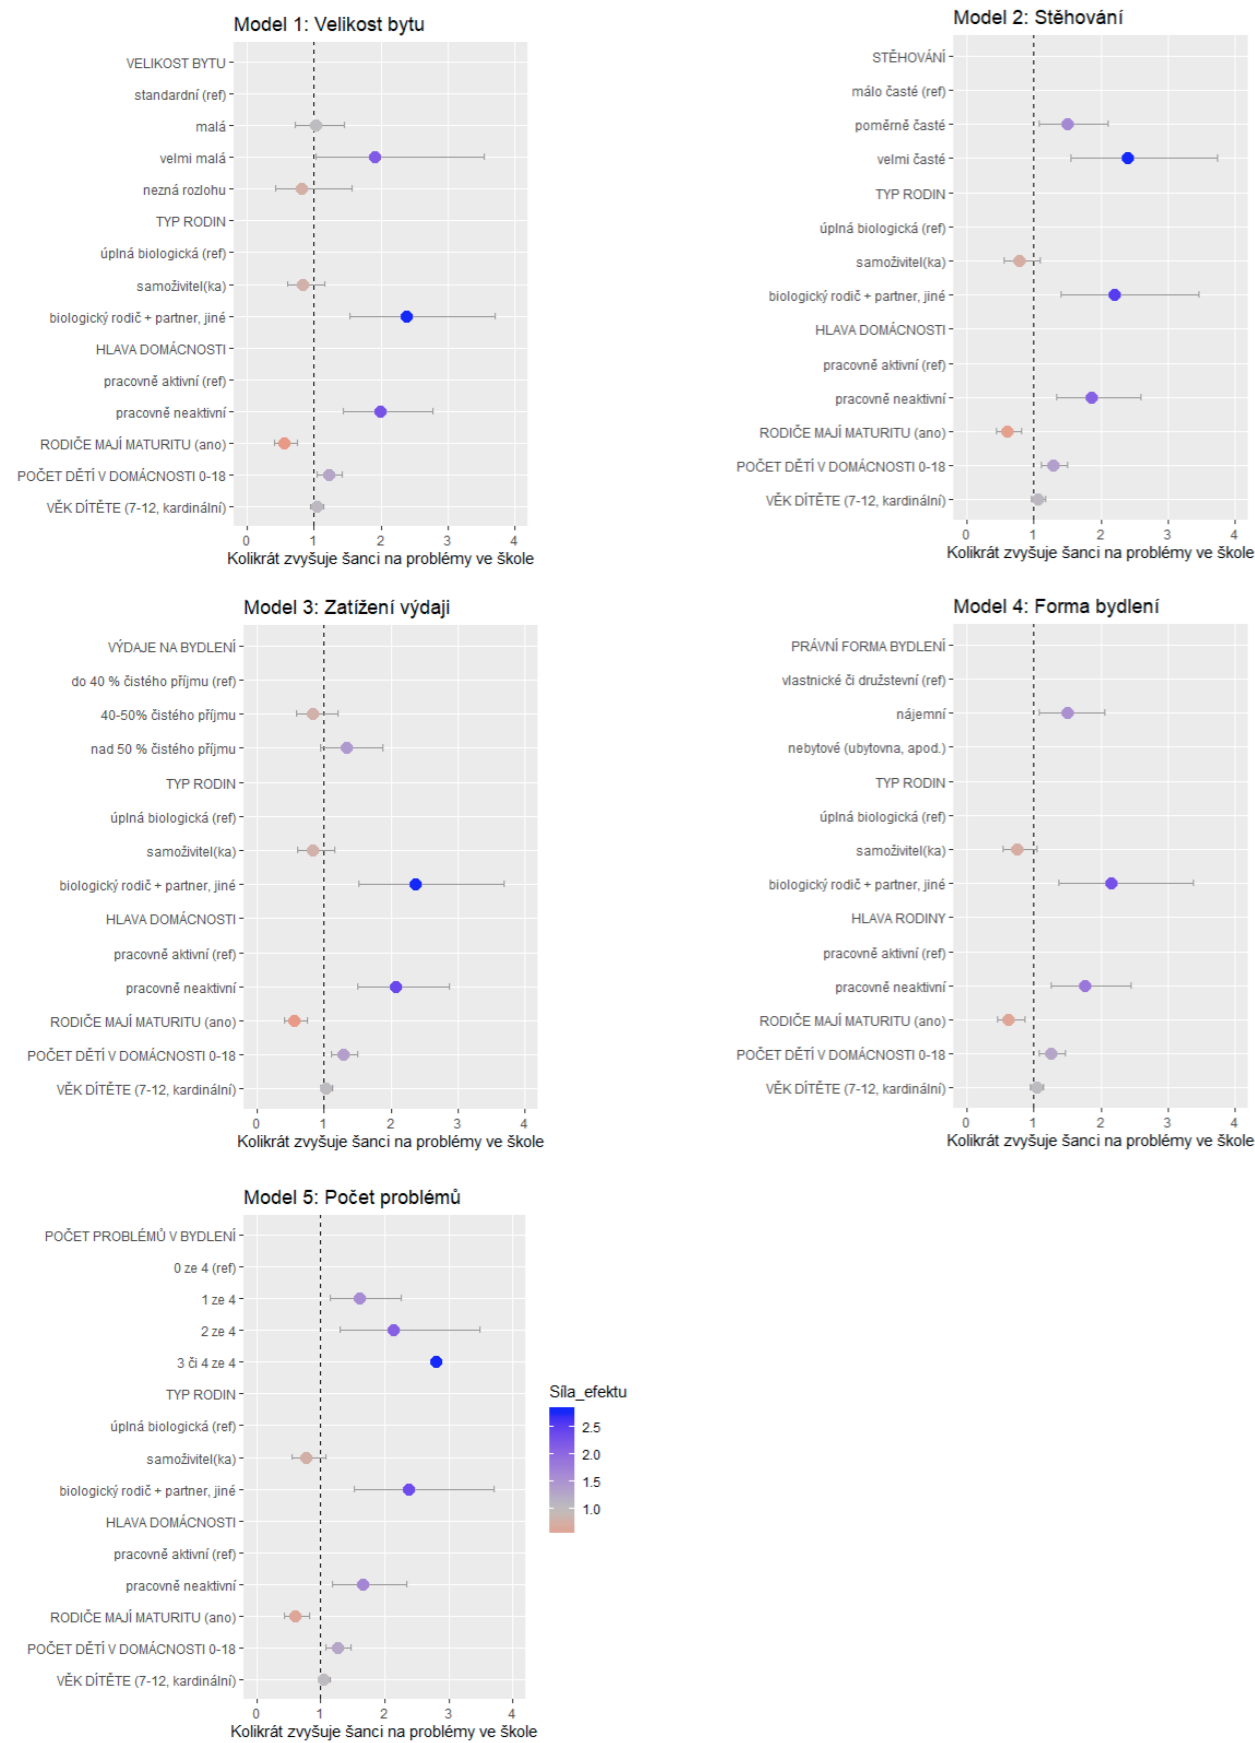 Model 1: Velikost bytu
VELIKOST BYTU
standardní (ref)
malá
velmi malá
nezná rozlohu
TYP RODIN
úplná biologická (ref)
samoživitel(ka)
biologický rodič + partner, jiné
HLAVA DOMÁCNOSTI
pracovně aktivní (ref)
pracovně neaktivní
RODIČE MAJÍ MATURITU (ano)
POČET DĚTÍ V DOMÁCNOSTI 0-18
VĚK DÍTĚTE (7-12, kardinální)
0 1 2 3 4
Kolikrát zvyšuje šanci na problémy ve škole
Model 2: Stěhování
STĚHOVÁNÍ
málo časté (ref)
poměrně časté
velmi časté
TYP RODIN
úplná biologická (ref)
samoživitel(ka)
biologický rodič + partner, jiné
HLAVA DOMÁCNOSTI
pracovně aktivní (ref)
pracovně neaktivní
RODIČE MAJÍ MATURITU (ano)
POČET DĚTÍ V DOMÁCNOSTI 0-18
VĚK DÍTĚTE (7-12, kardinální)
0 1 2 3 4
Kolikrát zvyšuje šanci na problémy ve škole
Model 3: Zatížení výdaji
VÝDAJE NA BYDLENÍ
do 40 % čistého příjmu (ref)
40-50% čistého příjmu
nad 50 % čistého příjmu
TYP RODIN
úplná biologická (ref)
samoživitel(ka)
biologický rodič + partner, jiné
HLAVA DOMÁCNOSTI
pracovně aktivní (ref)
pracovně neaktivní
RODIČE MAJÍ MATURITU (ano)
POČET DĚTÍ V DOMÁCNOSTI 0-18
VĚK DÍTĚTE (7-12, kardinální)
0 1 2 3 4
Kolikrát zvyšuje šanci na problémy ve škole
Model 4: Forma bydlení
PRÁVNÍ FORMA BYDLENÍ
vlastnické či družstevní (ref)
nájemní
nebytové (ubytovna, apod.)
TYP RODIN
úplná biologická (ref)
samoživitel(ka)
biologický rodič + partner, jiné
HLAVA RODINY
pracovně aktivní (ref)
pracovně neaktivní
RODIČE MAJÍ MATURITU (ano)
POČET DĚTÍ V DOMÁCNOSTI 0-18
VĚK DÍTĚTE (7-12, kardinální)
0 1 2 3 4
Kolikrát zvyšuje šanci na problémy ve škole
Model 5: Počet problémů
POČET PROBLÉMŮ V BYDLENÍ
0 ze 4 (ref)
1 ze 4
2 ze 4
3 či 4 ze 4
TYP RODIN
úplná biologická (ref)
samoživitel(ka)
biologický rodič + partner, jiné
HLAVA DOMÁCNOSTI
pracovně aktivní (ref)
pracovně neaktivní
RODIČE MAJÍ MATURITU (ano)
POČET DĚTÍ V DOMÁCNOSTI 0-18
VĚK DÍTĚTE (7-12, kardinální)
0 1 2 3 4
Kolikrát zvyšuje šanci na problémy ve škole
Síla_efektu
2.5
2.0
1.5
1.0